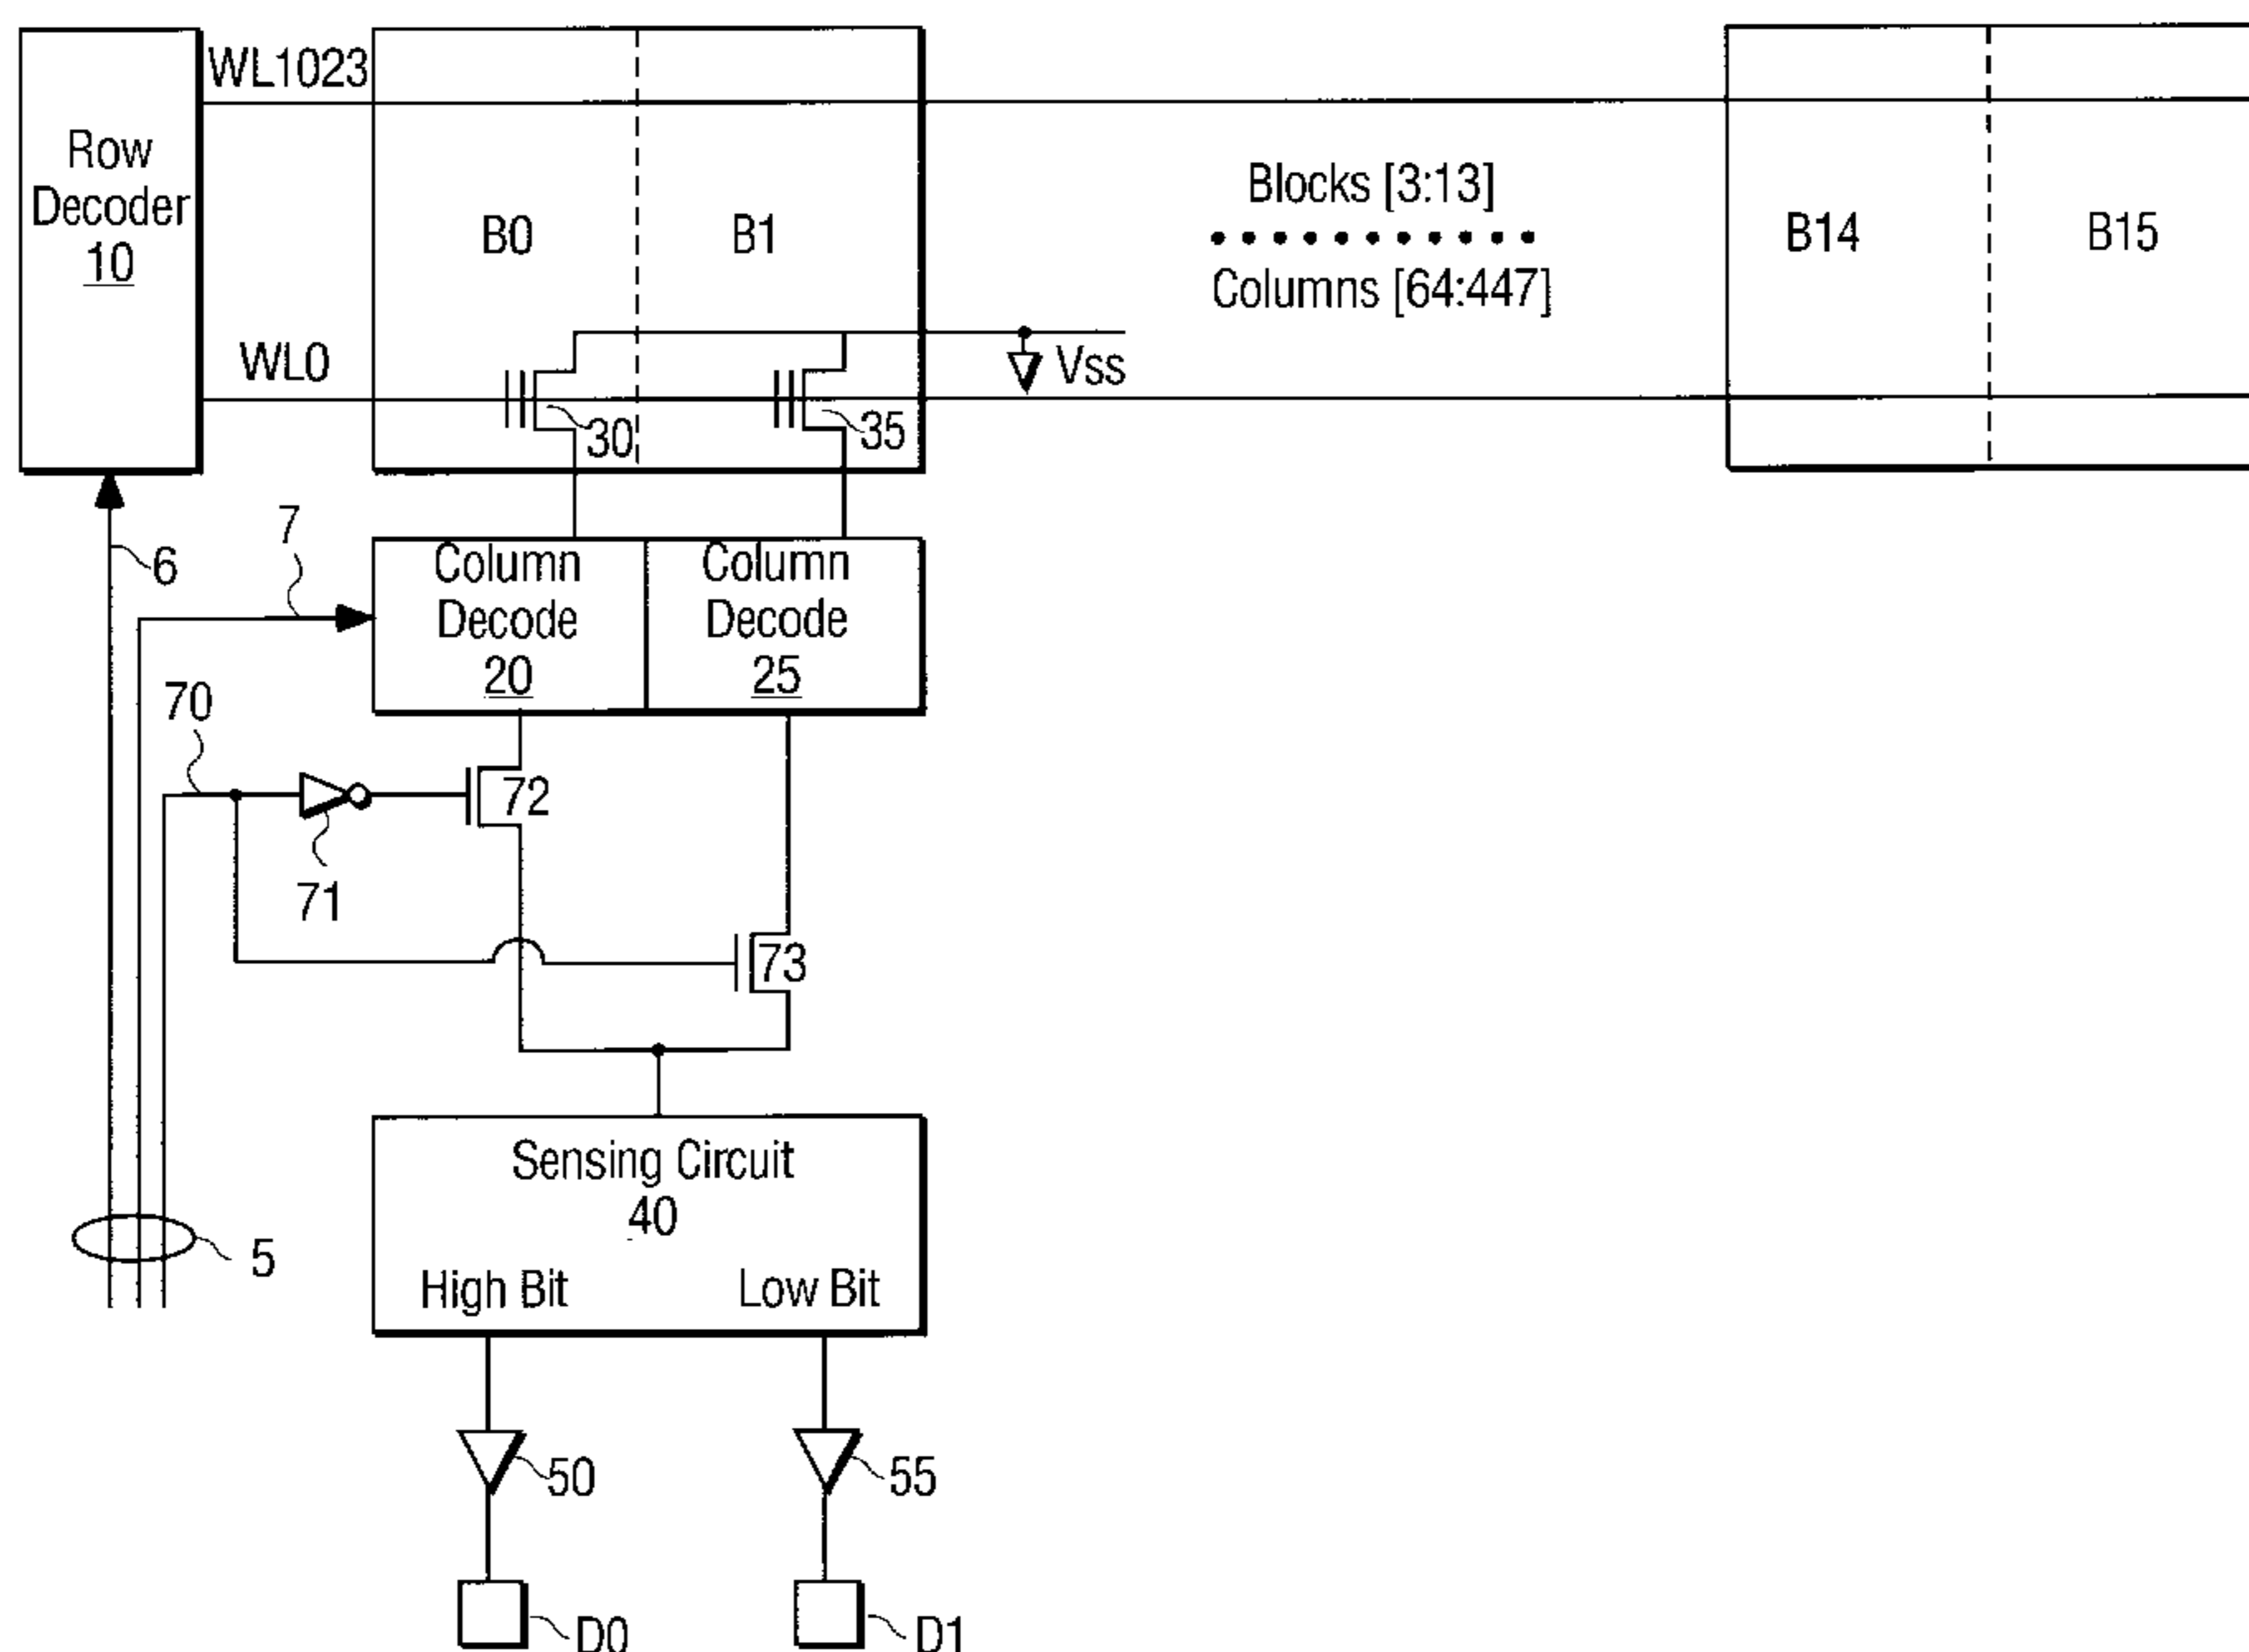 WL1023
Row
Decoder
10
B0
B1
Blocks [3:13]
Columns [64:447]
B14
B15
WL0
Vss
30
35
6
7
Column
Decode
20
Column
Decode
25
70
72
71
73
Sensing Circuit
40
High Bit
Low Bit
5
50
55
D0
D1